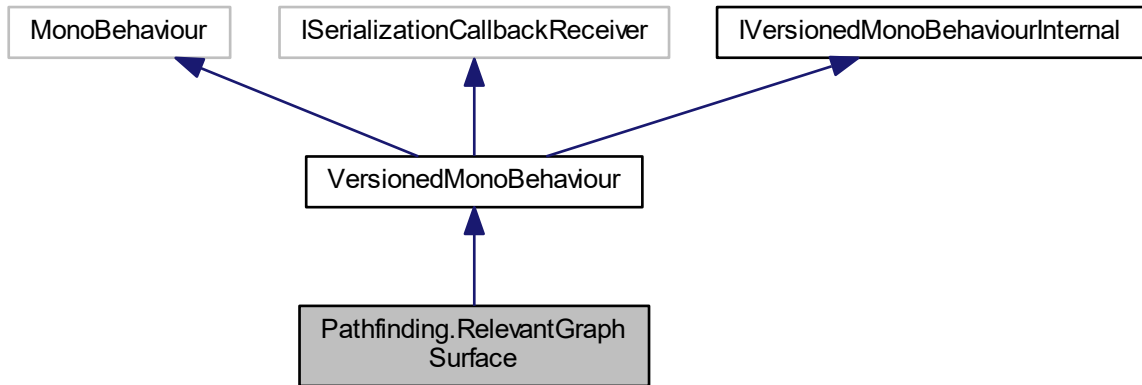 MonoBehaviour
ISerializationCallbackReceiver
IVersionedMonoBehaviourInternal
VersionedMonoBehaviour
Pathfinding.RelevantGraph
Surface